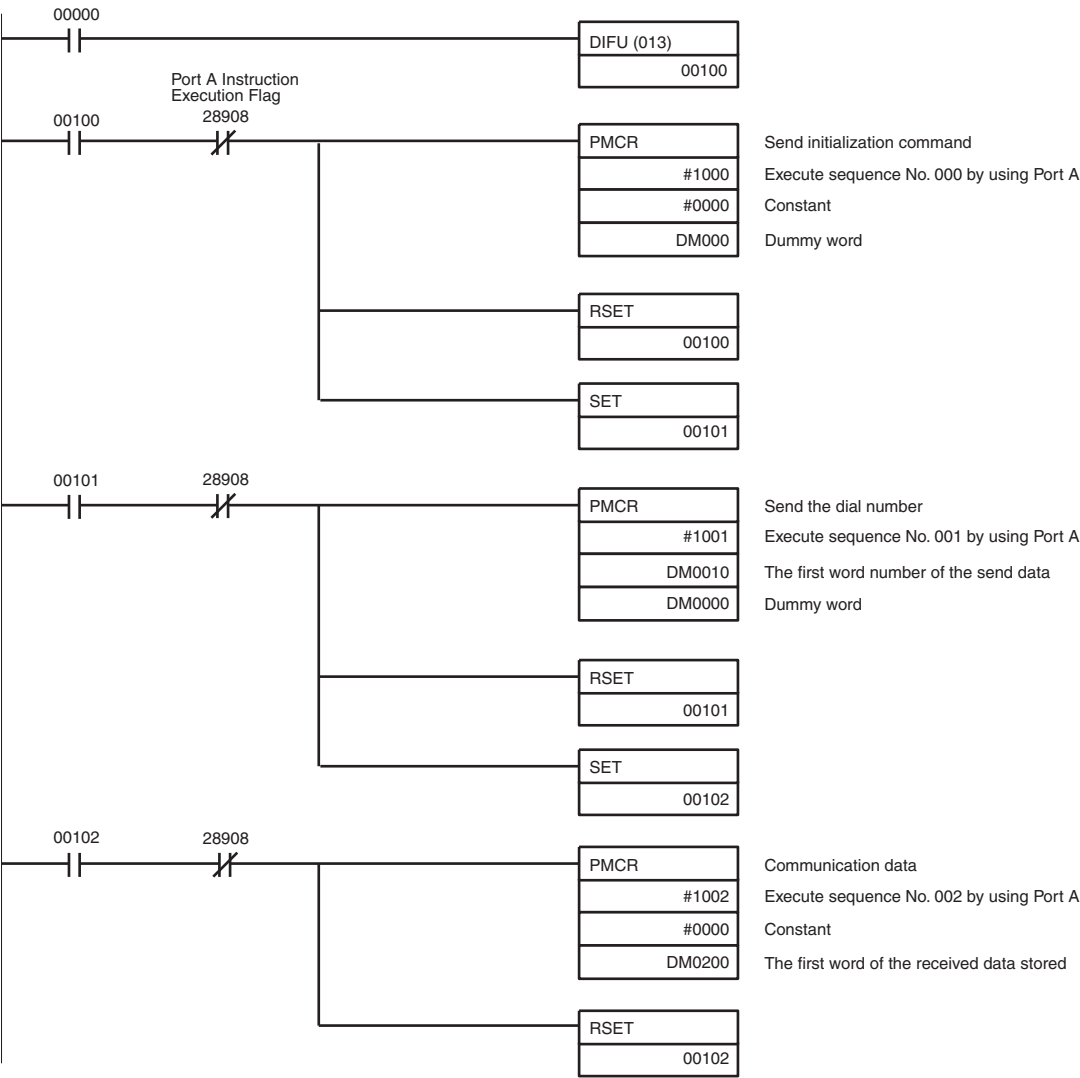 00000
DIFU (013)
00100
Port A Instruction
Execution Flag
00100
28908
PMCR
Send initialization command
#1000
Execute sequence No. 000 by using Port A
#0000
Constant
DM000
Dummy word
RSET
00100
SET
00101
00101
28908
PMCR
Send the dial number
#1001
Execute sequence No. 001 by using Port A
DM0010
The first word number of the send data
DM0000
Dummy word
RSET
00101
SET
00102
00102
28908
PMCR
Communication data
#1002
Execute sequence No. 002 by using Port A
#0000
Constant
DM0200
The first word of the received data stored
RSET
00102